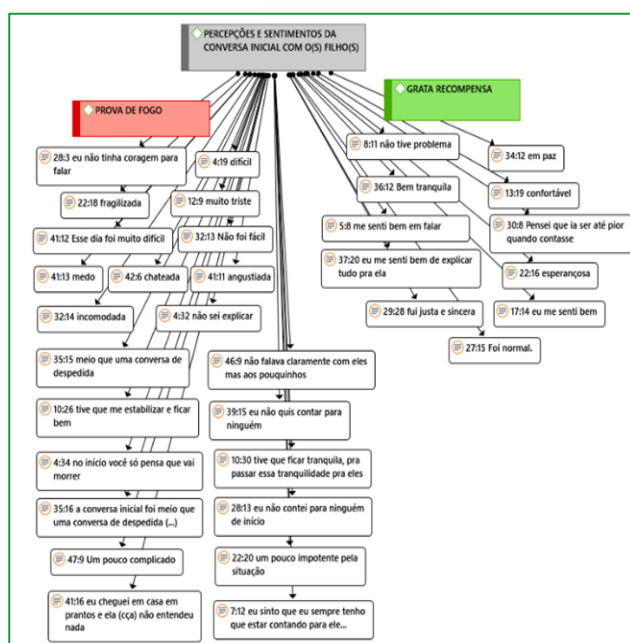 PERCEPÇÕES E SENTIMENTOS DA
CONVERSA INICIAL COM O(S) FILHO(S)
PROVA DE FOGO
28:3 eu não tinha coragem para
falar
4:19 difícil
22:18 fragilizada
12:9 muito triste
41:12 Esse dia foi muito difícil
32:13 Não foi fácil
41:13 medo
42:6 chateada
41:11 angustiada
32:14 incomodada
4:32 não sei explicar
35:15 meio que uma conversa de
despedida
10:26 tive que me estabilizar e ficar
bem
4:34 no início você só pensa que vai
morrer
35:16 a conversa inicial foi meio que
uma conversa de despedida (...)
47:9 Um pouco complicado
41:16 eu cheguei em casa em
prantos e ela (cça) não entendeu
nada
46:9 não falava claramente com eles
mas aos pouquinhos
39:15 eu não quis contar para
ninguém
10:30 tive que ficar tranquila, pra
passar essa tranquilidade pra eles
28:13 eu não contei para ninguém
de início
22:20 um pouco impotente pela
situação
7:12 eu sinto que eu sempre tenho
que estar contando para ele...
GRATA RECOMPENSA
8:11 não tive problema
34:12 em paz
36:12 Bem tranquila
13:19 confortável
5:8 me senti bem em falar
30:8 Pensei que ia ser até pior
quando contasse
37:20 eu me senti bem de explicar
tudo pra ela
22:16 esperançosa
29:28 fui justa e sincera
17:14 eu me senti bem
27:15 Foi normal.